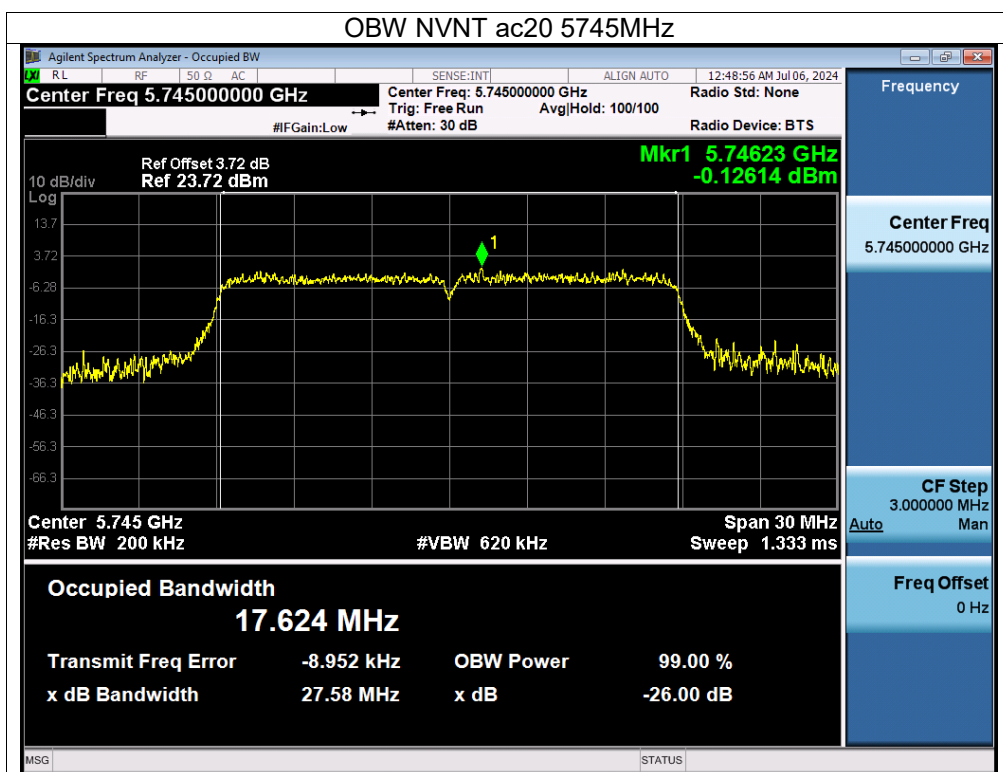 OBW NVNT ac20 5745MHz
Agilent Spectrum Analyzer - Occupied BW
LXI RL RF 50 Ω AC SENSE:INT ALIGN AUTO 12:48:56 AM Jul 06, 2024
Center Freq 5.745000000 GHz
Center Freq: 5.745000000 GHz Radio Std: None
Trig: Free Run Avg|Hold: 100/100
#IFGain:Low #Atten: 30 dB Radio Device: BTS
Ref Offset 3.72 dB
Mkr1 5.74623 GHz
10 dB/div Ref 23.72 dBm -0.12614 dBm
Log
13.7
3.72
-6.28
-16.3
-26.3
-36.3
-46.3
-56.3
-66.3
1
Center 5.745 GHz Span 30 MHz
#Res BW 200 kHz #VBW 620 kHz Sweep 1.333 ms
Occupied Bandwidth
17.624 MHz
Transmit Freq Error -8.952 kHz OBW Power 99.00 %
x dB Bandwidth 27.58 MHz x dB -26.00 dB
Frequency
Center Freq
5.745000000 GHz
CF Step
3.000000 MHz
Auto Man
Freq Offset
0 Hz
MSG STATUS